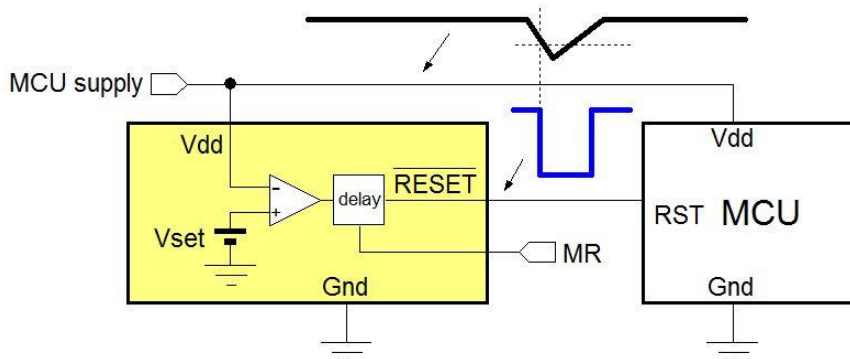 MCU supply
Vdd
Vdd
-
delay
RESET
+
RST MCU
Vset
MR
Gnd
Gnd